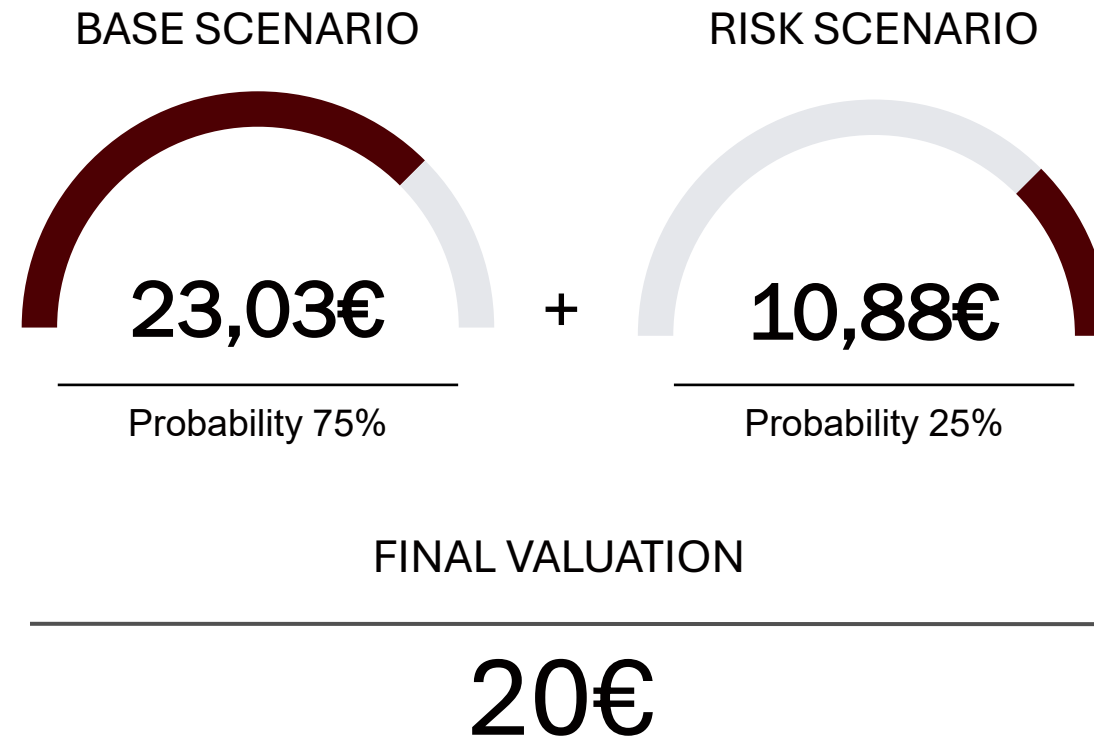 BASE SCENARIO
RISK SCENARIO
23,03€
+
10,88€
Probability 75%
Probability 25%
FINAL VALUATION
20€